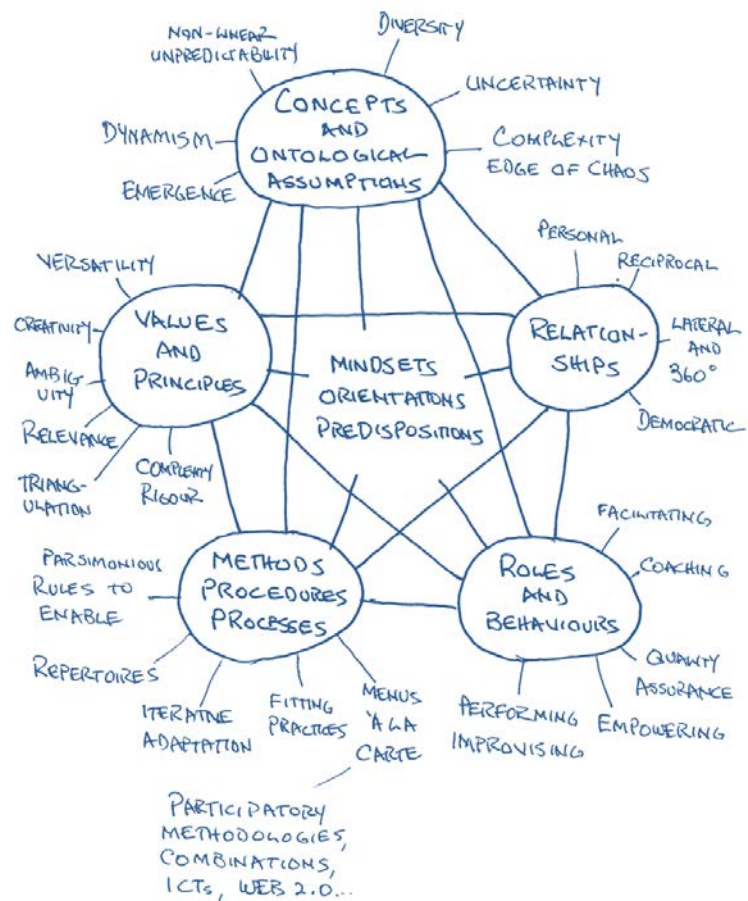 NON-LINEAR
UNPREDICTABILITY
DIVERSITY
UNCERTAINTY
COMPLEXITY
EDGE OF CHAOS
DYNAMISM
EMERGENCE
CONCEPTS
AND
ONTOLOGICAL
ASSUMPTIONS
PERSONAL
RECIPROCAL
LATERAL
AND
360°
DEMOCRATIC
RELATION-
SHIPS
VERSATILITY
CREATIVITY
AMBIG-
UITY
RELEVANCE
TRIANG-
ULATION
COMPLEXITY
RIGOUR
VALUES
AND
PRINCIPLES
MINDSETS
ORIENTATIONS
PREDISPOSITIONS
METHODS
PROCEDURES
PROCESSES
PARSIMONIOUS
RULES TO
ENABLE
REPERTOIRES
ITERATIVE
ADAPTATION
FITTING
PRACTICES
MENUS
'A LA
CARTE
PARTICIPATORY
METHODOLOGIES,
COMBINATIONS,
ICTs, WEB 2.0...
ROLES
AND
BEHAVIOURS
FACILITATING
COACHING
QUALITY
ASSURANCE
EMPOWERING
PERFORMING
IMPROVISING